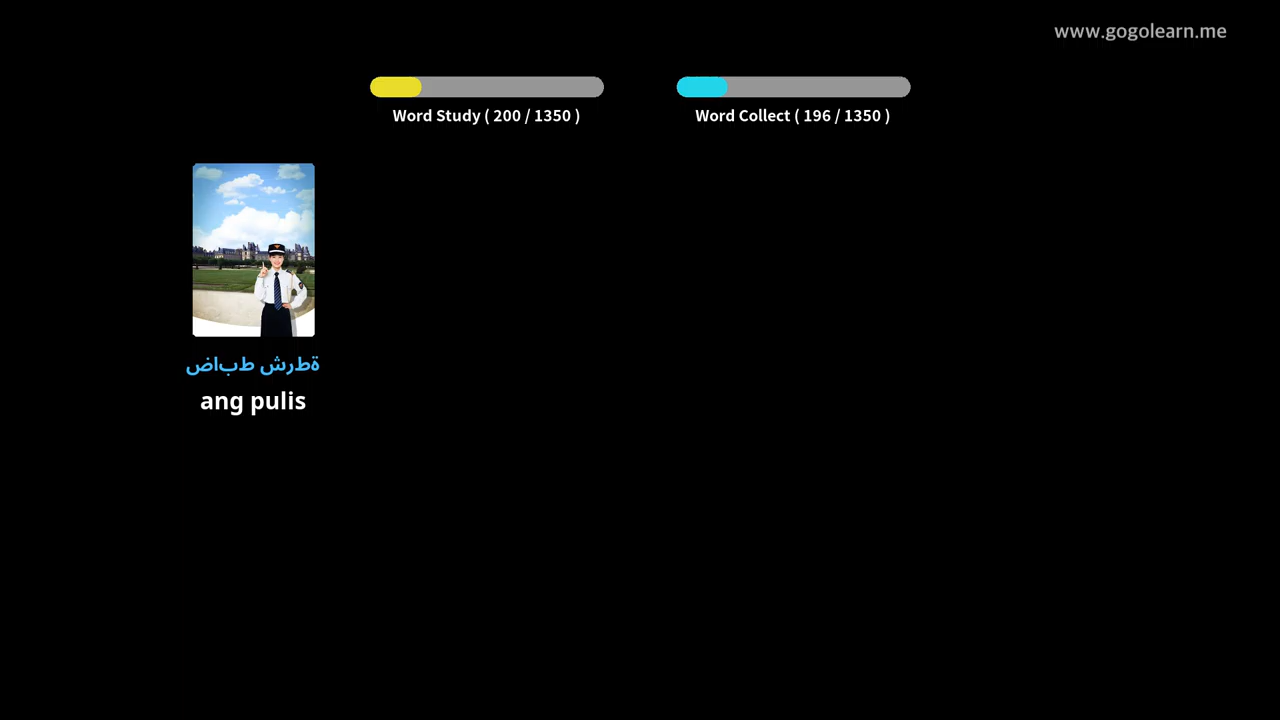 www.gogolearn.me
Word Study ( 200 / 1350 )
Word Collect ( 196 / 1350 )
ةطرش طباض
ang pulis